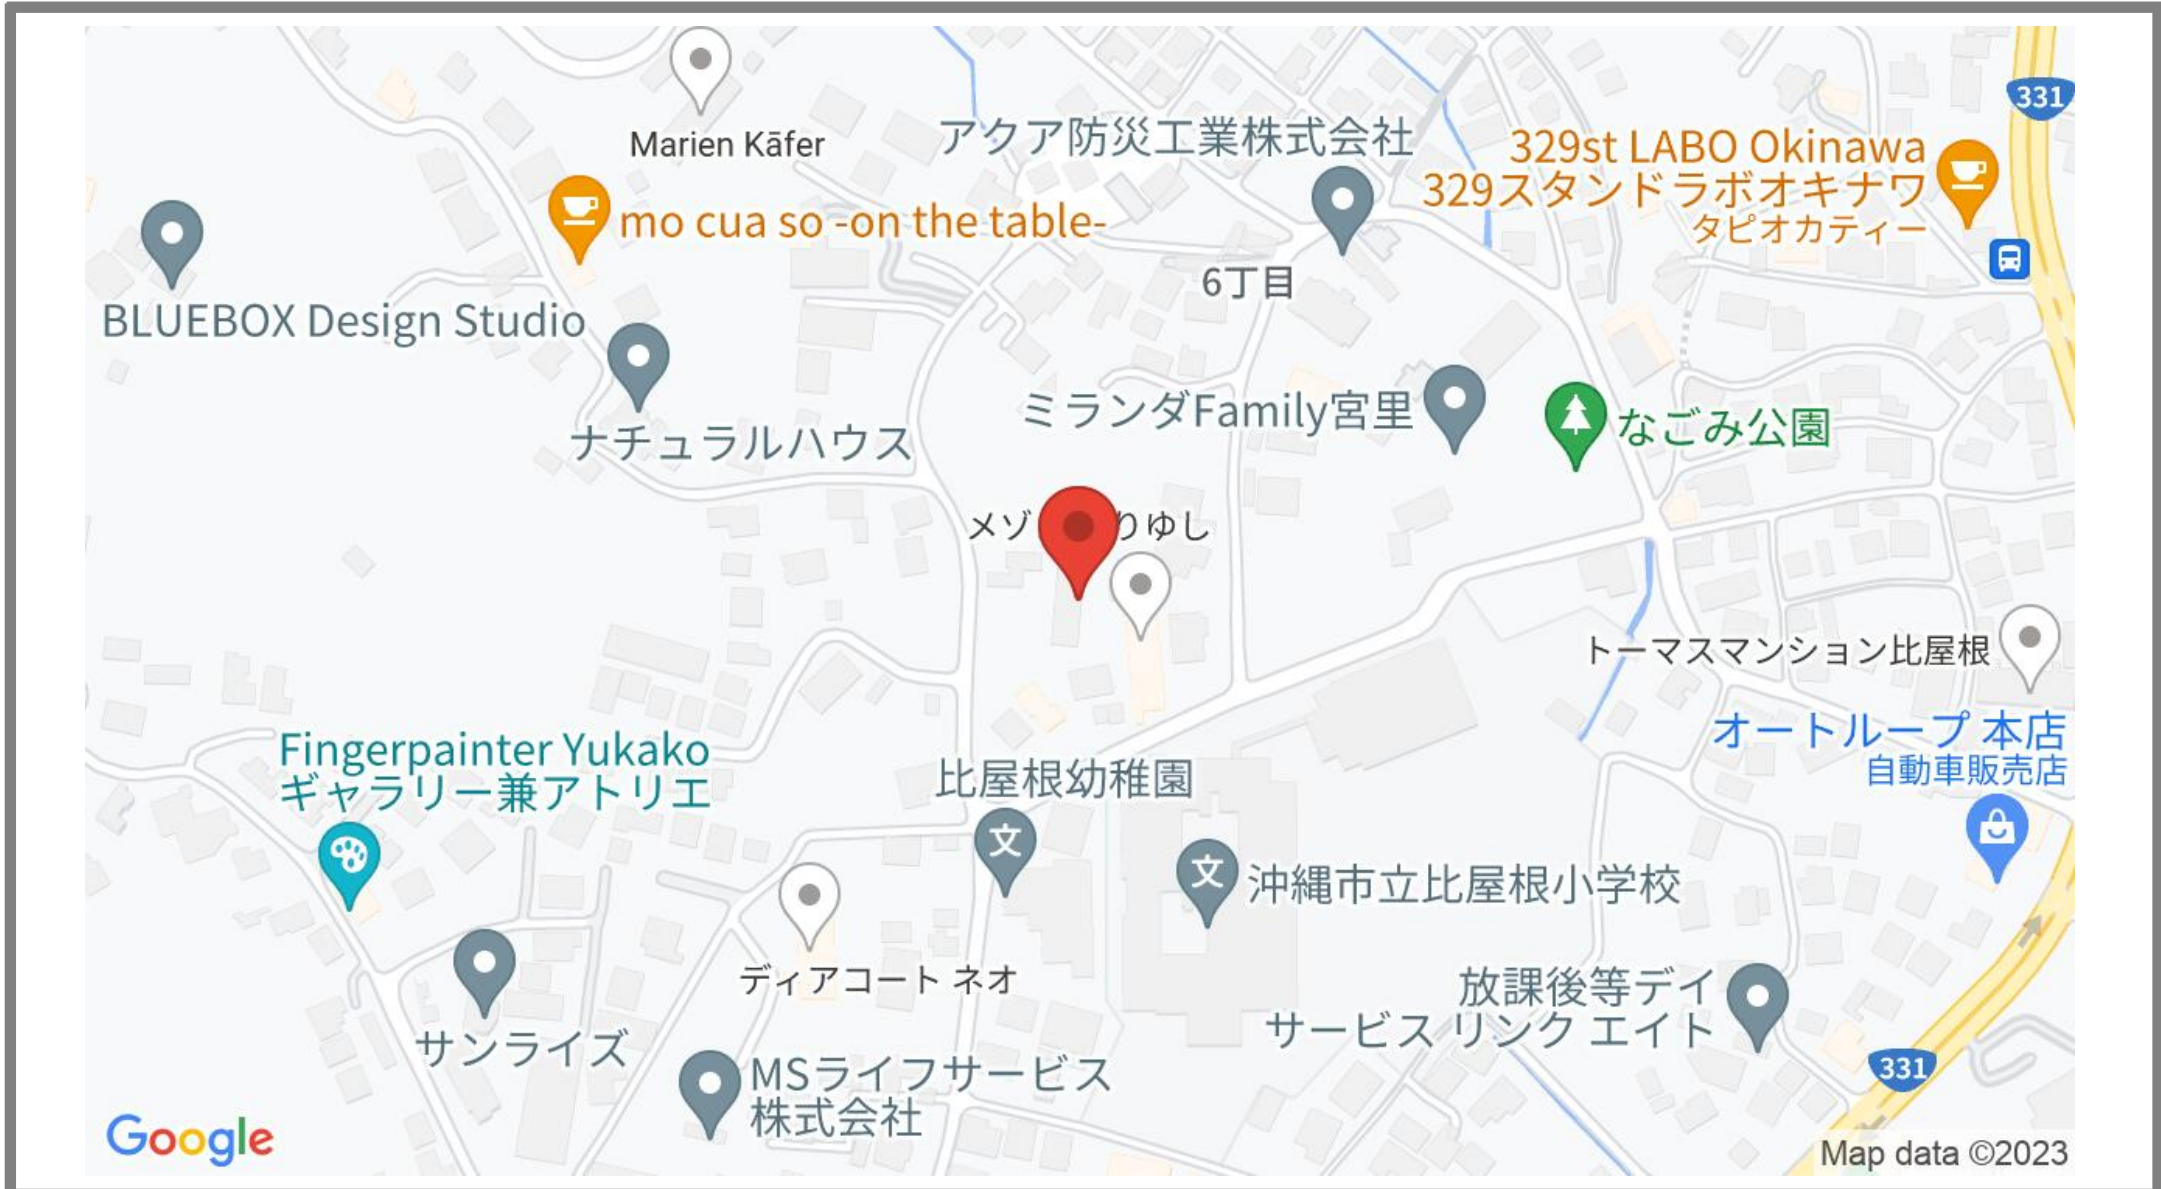 331
Marien Käfer
アクア防災工業株式会社
329st LABO Okinawa
329スタンドラボオキナワ
タピオカティー
mo cua so -on the table-
6丁目
BLUEBOX Design Studio
ナチュラルハウス
ミランダFamily宮里
なごみ公園
メゾ
りゆし
トーマスマンション比屋根
オートループ 本店
自動車販売店
Fingerpainter Yukako
ギャラリー兼アトリエ
比屋根幼稚園
文
文
沖縄市立比屋根小学校
ディアコート ネオ
放課後等デイ
サービス リンク エイト
サンライズ
MSライフサービス
株式会社
331
Google
Map data ©2023